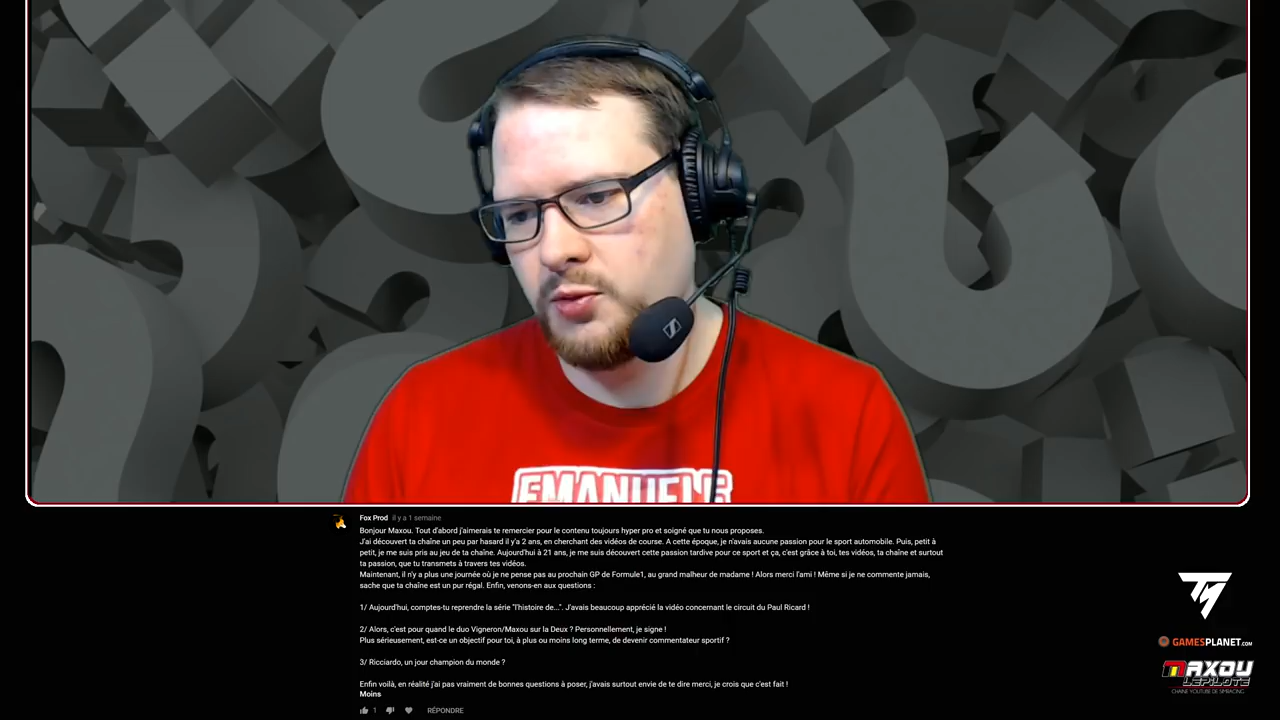 EMANUELE
Fox Prod il y a 1 semaine
Bonjour Maxou. Tout d'abord j'aimerais te remercier pour le contenu toujours hyper pro et soigné que tu nous proposes.
J'ai découvert ta chaîne un peu par hasard il y'a 2 ans, en cherchant des vidéos de course. A cette époque, je n'avais aucune passion pour le sport automobile. Puis, petit à
petit, je me suis pris au jeu de ta chaîne. Aujourd'hui à 21 ans, je me suis découvert cette passion tardive pour ce sport et ça, c'est grâce à toi, tes vidéos, ta chaîne et surtout
ta passion, que tu transmets à travers tes vidéos.
Maintenant, il n'y a plus une journée où je ne pense pas au prochain GP de Formule1, au grand malheur de madame ! Alors merci l'ami ! Même si je ne commente jamais,
sache que ta chaîne est un pur régal. Enfin, venons-en aux questions :
1/ Aujourd'hui, comptes-tu reprendre la série "l'histoire de...". J'avais beaucoup apprécié la vidéo concernant le circuit du Paul Ricard !
2/ Alors, c'est pour quand le duo Vigneron/Maxou sur la Deux ? Personnellement, je signe !
Plus sérieusement, est-ce un objectif pour toi, à plus ou moins long terme, de devenir commentateur sportif ?
3/ Ricciardo, un jour champion du monde ?
Enfin voilà, en réalité j'ai pas vraiment de bonnes questions à poser, j'avais surtout envie de te dire merci, je crois que c'est fait !
Moins
1 RÉPONDRE
GAMESPLANET.COM
MAXOU
LEPILOTE
CHAINE YOUTUBE DE SIMRACING